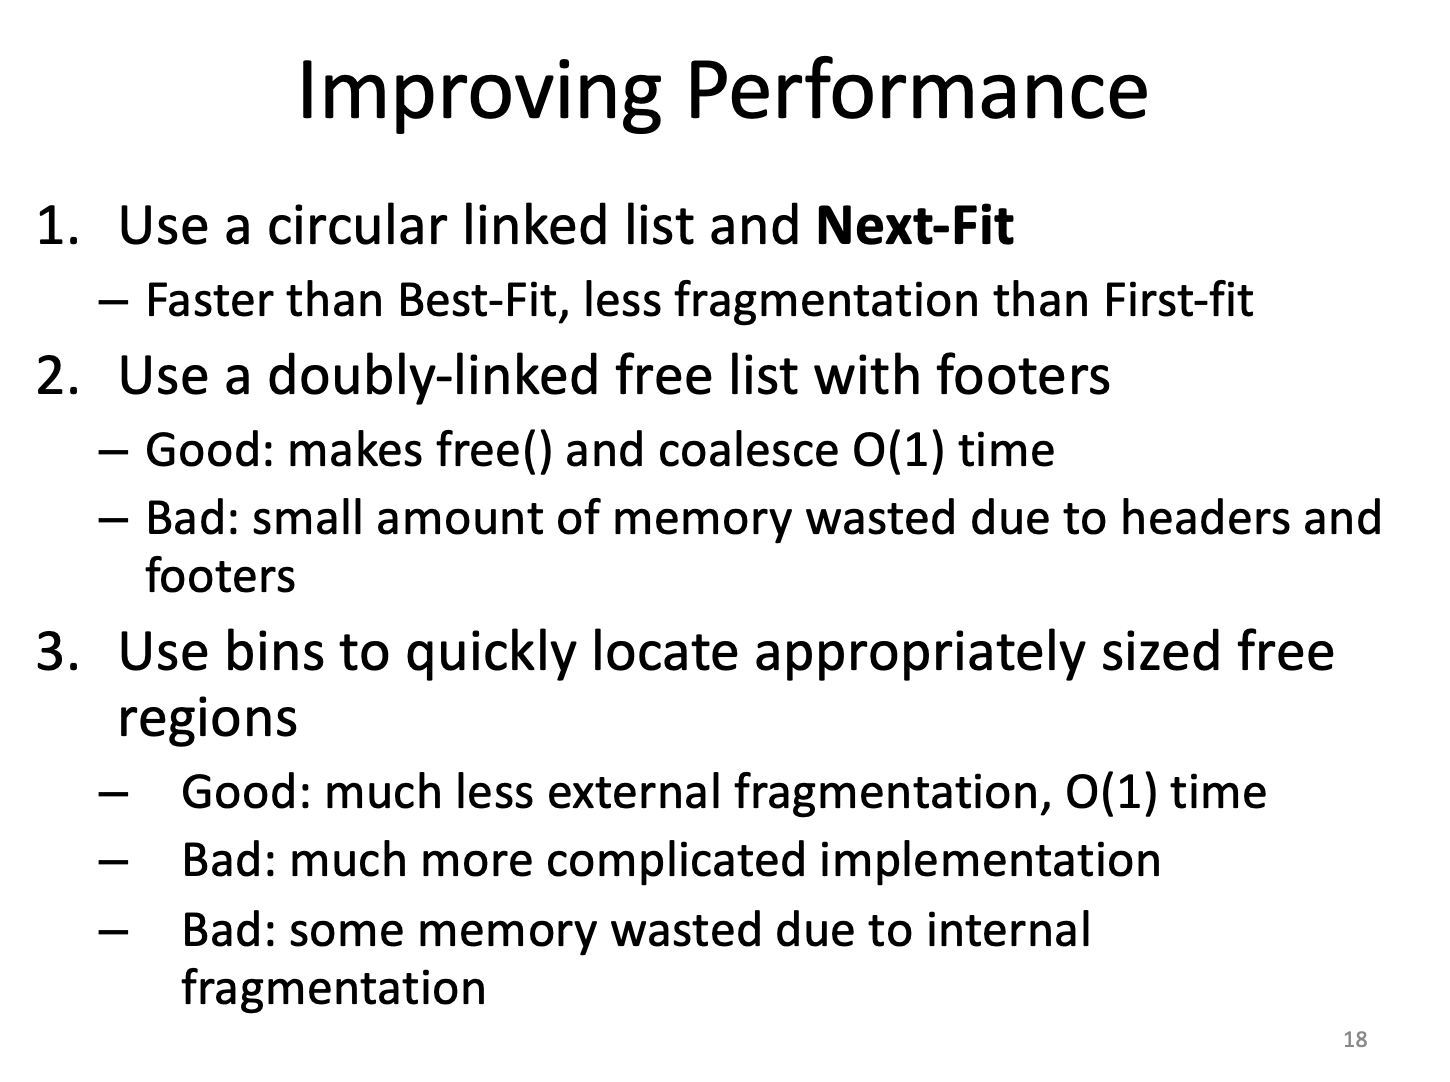 Improving Performance
1. Use a circular linked list and Next-Fit
– Faster than Best-Fit, less fragmentation than First-fit
2. Use a doubly-linked free list with footers
– Good: makes free() and coalesce O(1) time
– Bad: small amount of memory wasted due to headers and
footers
3. Use bins to quickly locate appropriately sized free
regions
– Good: much less external fragmentation, O(1) time
– Bad: much more complicated implementation
– Bad: some memory wasted due to internal
fragmentation
18